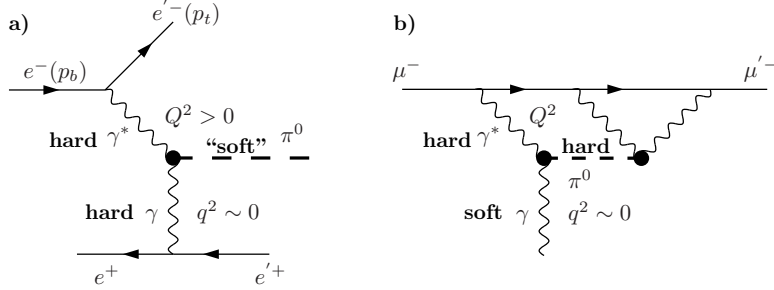 a)
e′−(pt)
e−(pb)
Q2 > 0
hard γ*
“soft” π0
hard γ q2 ∼ 0
e+ e′+
b)
μ− μ′−
hard γ* Q2
hard
π0
soft γ q2 ∼ 0